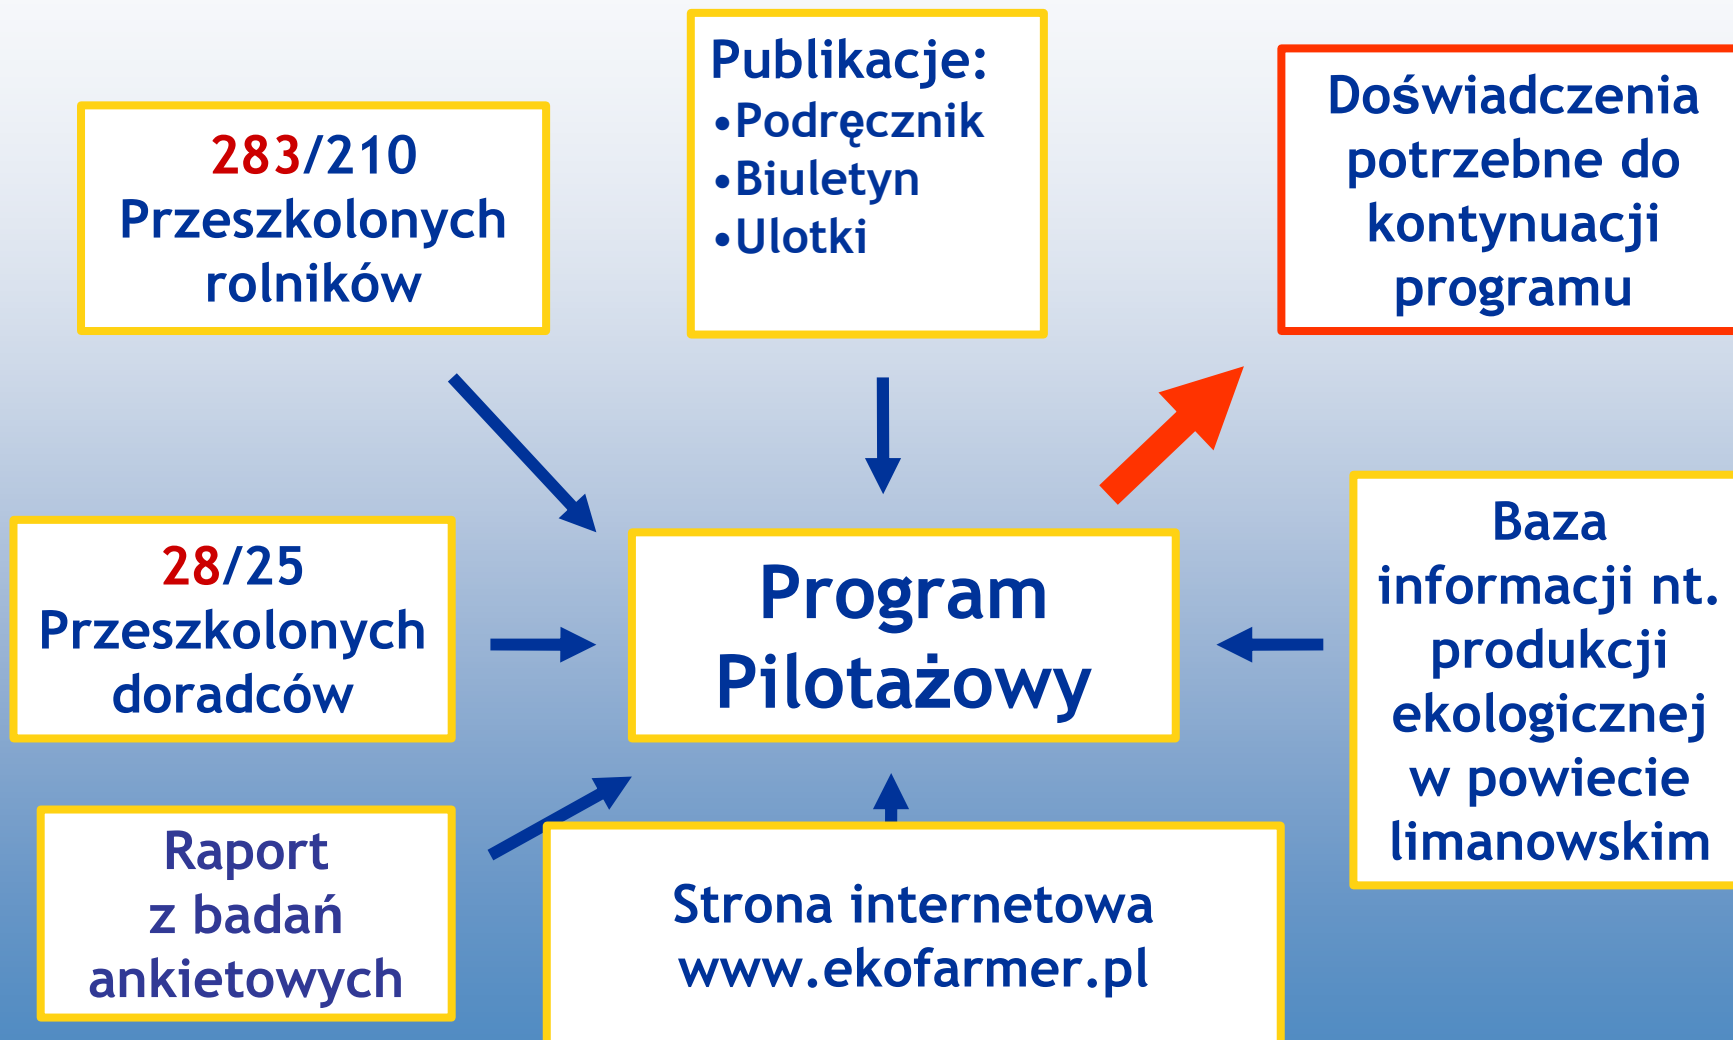 Publikacje:
•Podręcznik
•Biuletyn
•Ulotki
283/210
Przeszkolonych
rolników
Doświadczenia
potrzebne do
kontynuacji
programu
28/25
Przeszkolonych
doradców
Program
Pilotażowy
Baza
informacji nt.
produkcji
ekologicznej
w powiecie
limanowskim
Raport
z badań
ankietowych
Strona internetowa
www.ekofarmer.pl